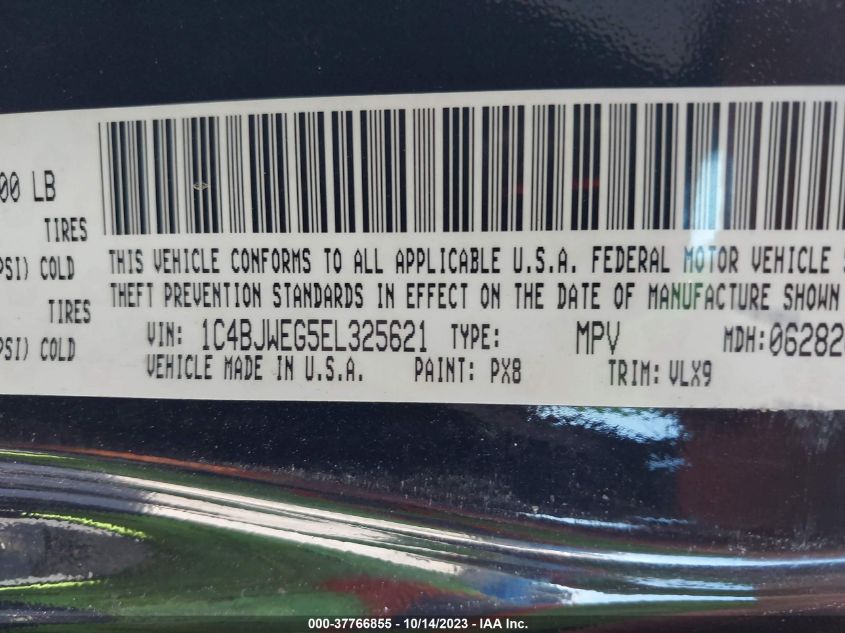 00 LB
TIRES
PSI) COLD
TIRES
PSI) COLD
THIS VEHICLE CONFORMS TO ALL APPLICABLE U.S.A. FEDERAL MOTOR VEHICLE S
THEFT PREVENTION STANDARDS IN EFFECT ON THE DATE OF MANUFACTURE SHOWN
VIN: 1C4BJWEG5EL325621 TYPE: MPV MDH: 06282
VEHICLE MADE IN U.S.A. PAINT: PX8 TRIM: VLX9
000-37766855 - 10/14/2023 - IAA Inc.